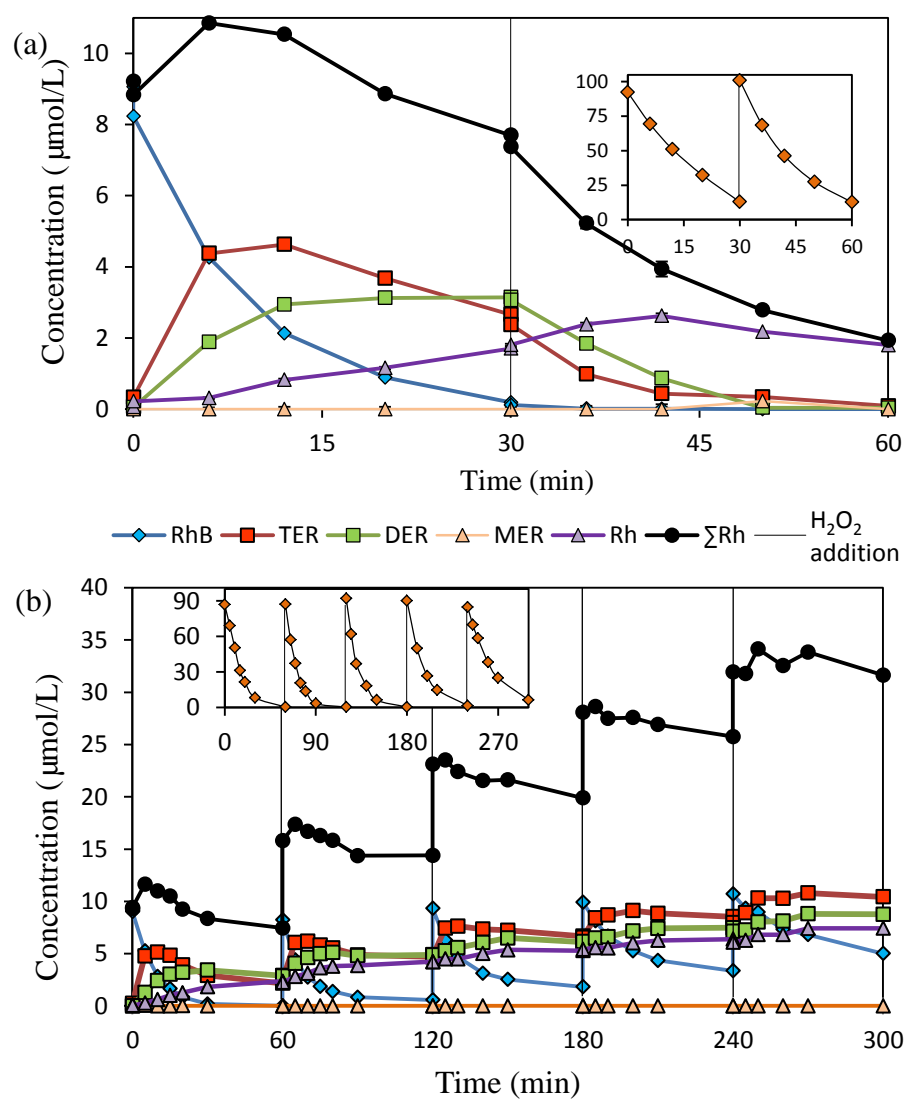 (a)
Concentration ( µmol/L)
10
8
6
4
2
0
0 15 30 45 60
Time (min)
100
75
50
25
0
0 15 30 45 60
RhB TER DER MER Rh ∑Rh H₂O₂
addition
(b)
Concentration ( µmol/L)
40
35
30
25
20
15
10
5
0
0 60 120 180 240 300
Time (min)
90
60
30
0
0 90 180 270